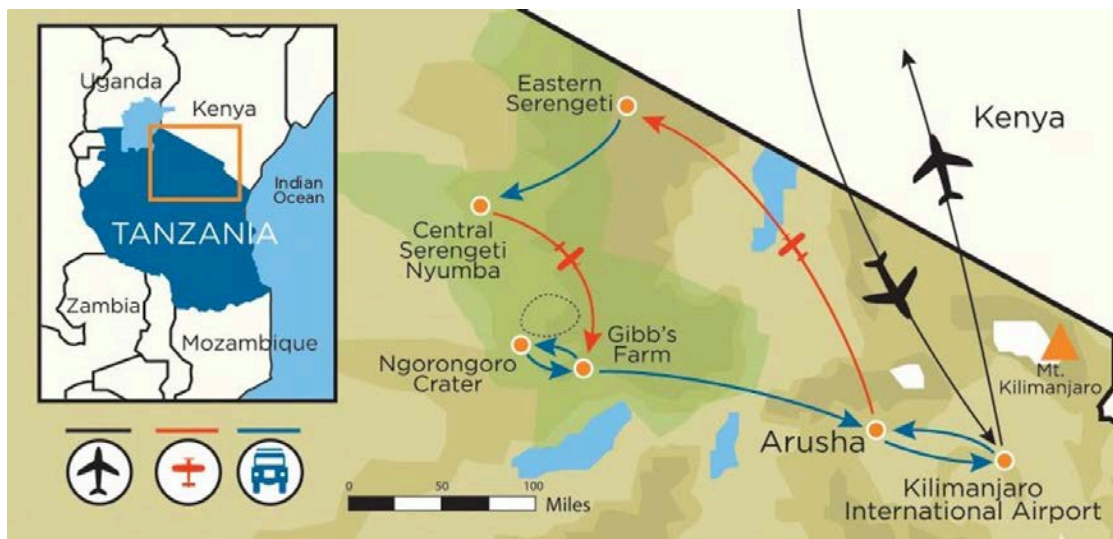 Uganda
Kenya
Indian
Ocean
TANZANIA
Zambia
Mozambique
Eastern
Serengeti
Kenya
Central
Serengeti
Nyumba
Gibb's
Farm
Ngorongoro
Crater
Mt.
Kilimanjaro
Arusha
Kilimanjaro
International Airport
0 50 100
Miles